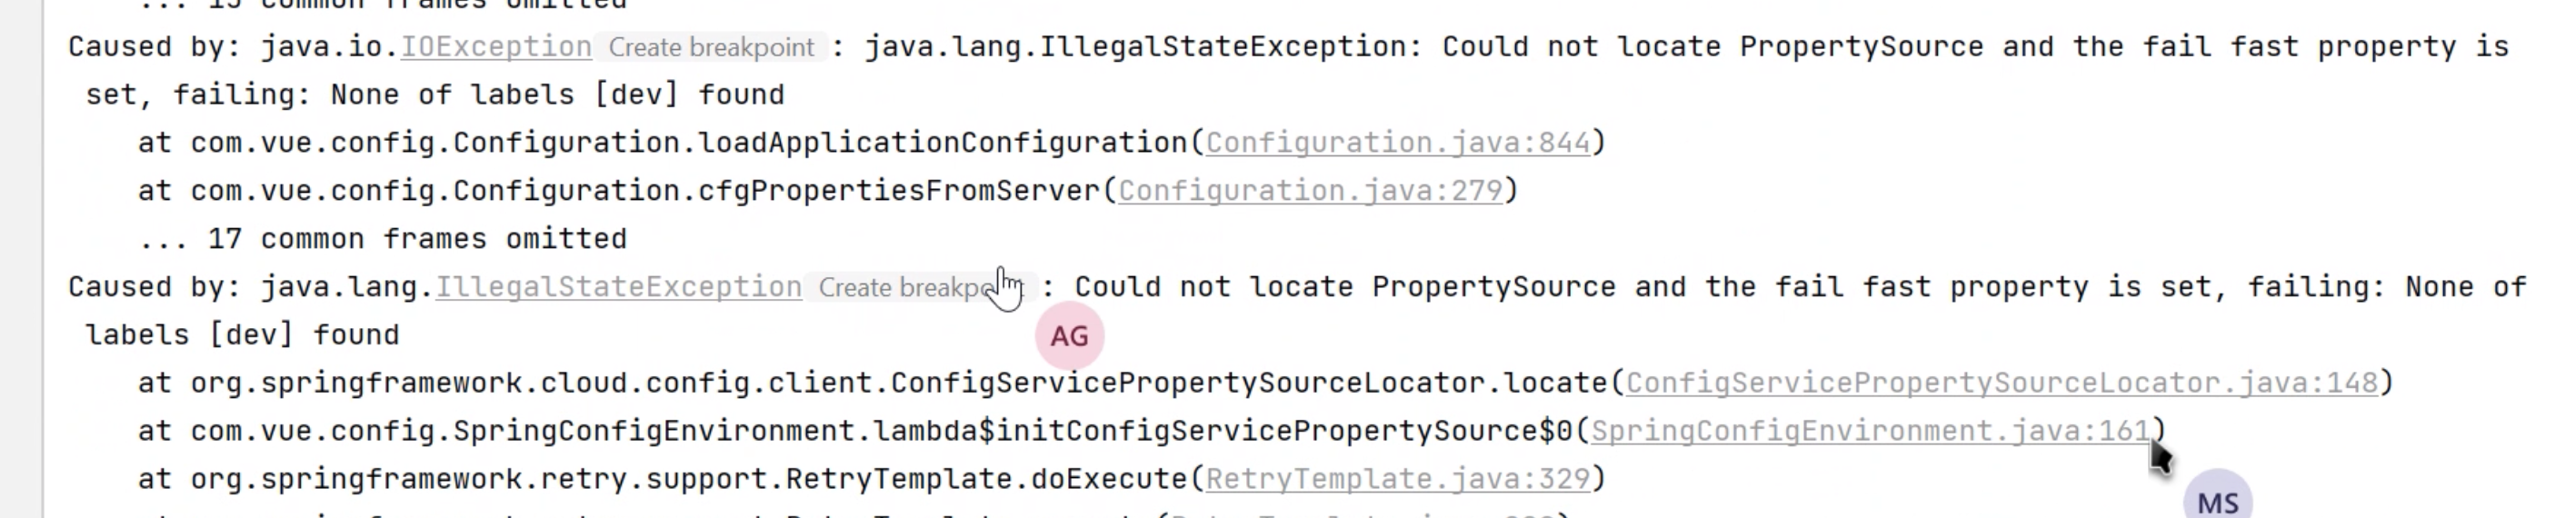 ... 15 common frames omitted
Caused by: java.io.IOException Create breakpoint : java.lang.IllegalStateException: Could not locate PropertySource and the fail fast property is
set, failing: None of labels [dev] found
at com.vue.config.Configuration.loadApplicationConfiguration(Configuration.java:844)
at com.vue.config.Configuration.cfgPropertiesFromServer(Configuration.java:279)
... 17 common frames omitted
Caused by: java.lang.IllegalStateException Create : Could not locate PropertySource and the fail fast property is set, failing: None of
labels [dev] found
AG
at org.springframework.cloud.config.client.ConfigServicePropertySourceLocator.locate(ConfigServicePropertySourceLocator.java:148)
at com.vue.config.SpringConfigEnvironment.lambda$initConfigServicePropertySource$0(SpringConfigEnvironment.java:161)
at org.springframework.retry.support.RetryTemplate.doExecute(RetryTemplate.java:329)
MS